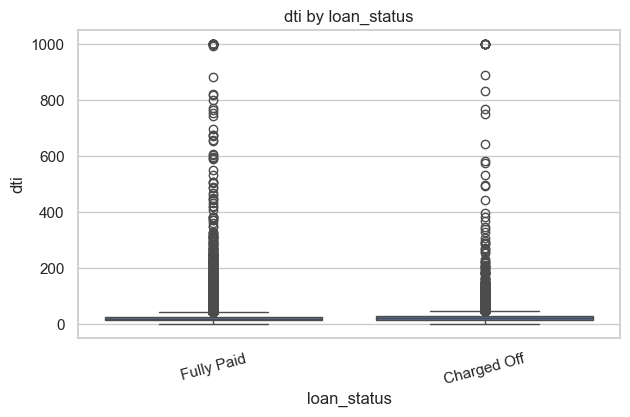 dti by loan_status
1000
800
600
400
200
0
dti
Fully Paid
Charged Off
loan_status